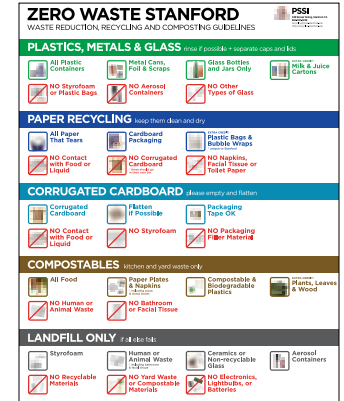 ZERO WASTE STANFORD
WASTE REDUCTION, RECYCLING AND COMPOSTING GUIDELINES
PSSI
PLASTICS, METALS & GLASS rinse if possible + separate caps and lids
All Plastic
Containers
Metal Cans,
Foil & Scraps
Glass Bottles
and Jars Only
EXTRA CREDIT!
Milk & Juice
Cartons
NO Styrofoam
or Plastic Bags
NO Aerosol
Containers
NO Other
Types of Glass
PAPER RECYCLING keep them clean and dry
All Paper
That Tears
Cardboard
Packaging
EXTRA CREDIT!
Plastic Bags &
Bubble Wraps
NO Contact
with Food or
Liquid
NO Corrugated
Cardboard
NO Napkins,
Facial Tissue or
Toilet Paper
CORRUGATED CARDBOARD please empty and flatten
Corrugated
Cardboard
Flatten
if Possible
Packaging
Tape OK
NO Contact
with Food or
Liquid
NO Styrofoam
NO Packaging
Filler Material
COMPOSTABLES kitchen and yard waste only
All Food
Paper Plates
& Napkins
Compostable &
Biodegradable
Plastics
EXTRA CREDIT!
Plants, Leaves
& Wood
NO Human or
Animal Waste
NO Bathroom
or Facial Tissue
LANDFILL ONLY if all else fails
Styrofoam
Human or
Animal Waste
Ceramics or
Non-recyclable
Glass
Aerosol
Containers
NO Recyclable
Materials
NO Yard Waste
or Compostable
Materials
NO Electronics,
Lightbulbs, or
Batteries